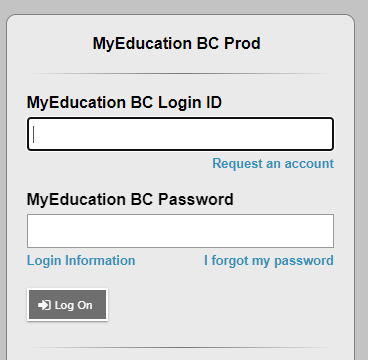 MyEducation BC Prod
MyEducation BC Login ID
Request an account
MyEducation BC Password
Login Information I forgot my password
Log On